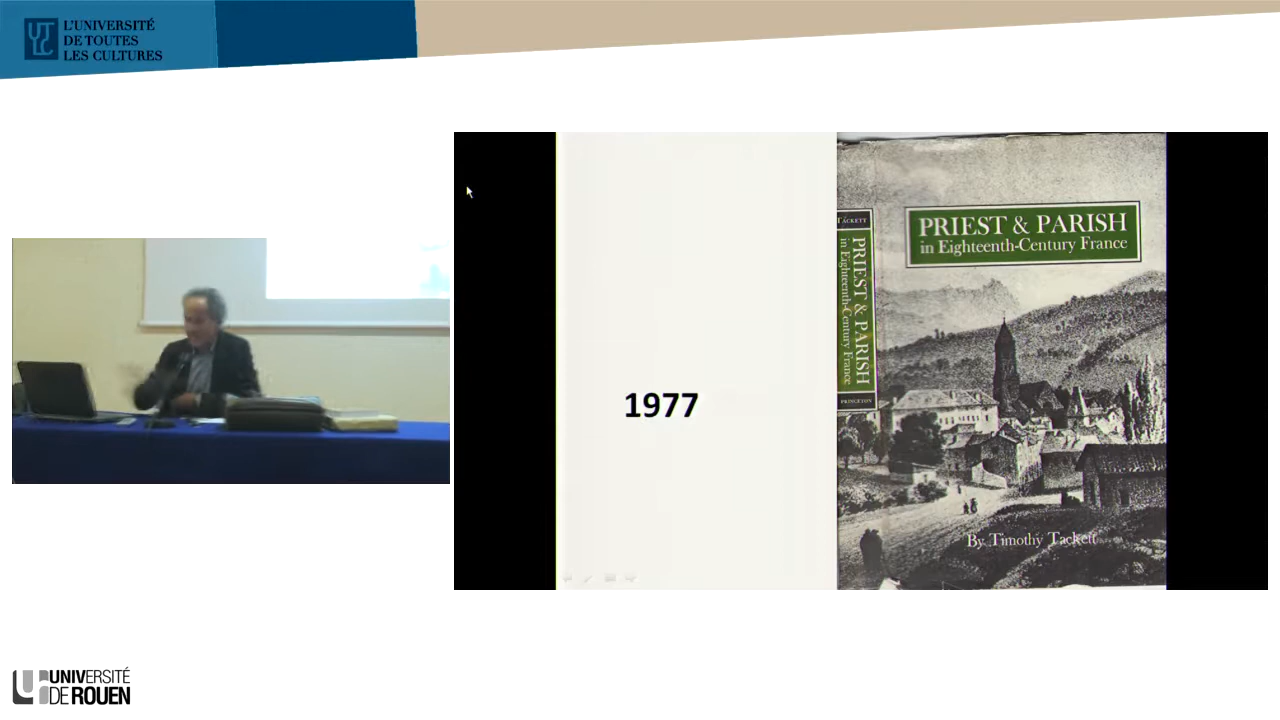 L'UNIVERSITÉ
DE TOUTES
LES CULTURES
1977
TACKETT
PRIEST & PARISH
in Eighteenth-Century France
PRINCETON
PRIEST & PARISH
in Eighteenth-Century France
By Timothy Tackett
UNIVERSITÉ
DE ROUEN